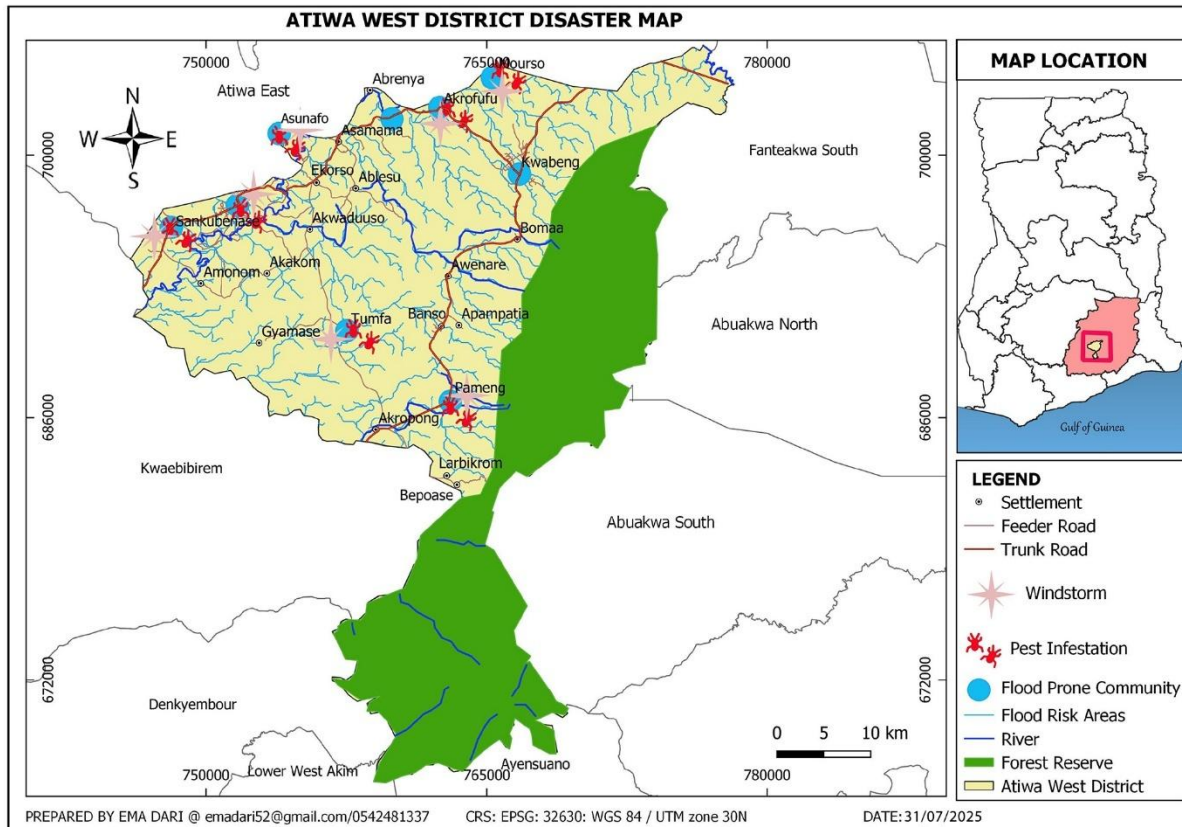 ATIWA WEST DISTRICT DISASTER MAP
750000
765000
780000
Atiwa East
Abrenya
Mourso
Akrofufu
Asunafo
Asamama
N
W
E
S
700000
700000
Kwabeng
Fanteakwa South
Ekorso
Ablesu
Sankubenase
Akwaduuso
Bomaa
Amonom
Akakom
Awenare
Gyamase
Tumfa
Banso
Apampatia
Abuakwa North
Pameng
Akropong
686000
686000
Kwaebibirem
Larbikrom
Bepoase
Abuakwa South
672000
672000
Denkyembour
0
5
10 km
Lower West Akim
Ayensuano
750000
765000
780000
MAP LOCATION
Gulf of Guinea
LEGEND
Settlement
Feeder Road
Trunk Road
Windstorm
Pest Infestation
Flood Prone Community
Flood Risk Areas
River
Forest Reserve
Atiwa West District
PREPARED BY EMA DARI @ emadari52@gmail.com/0542481337
CRS: EPSG: 32630: WGS 84 / UTM zone 30N
DATE:31/07/2025